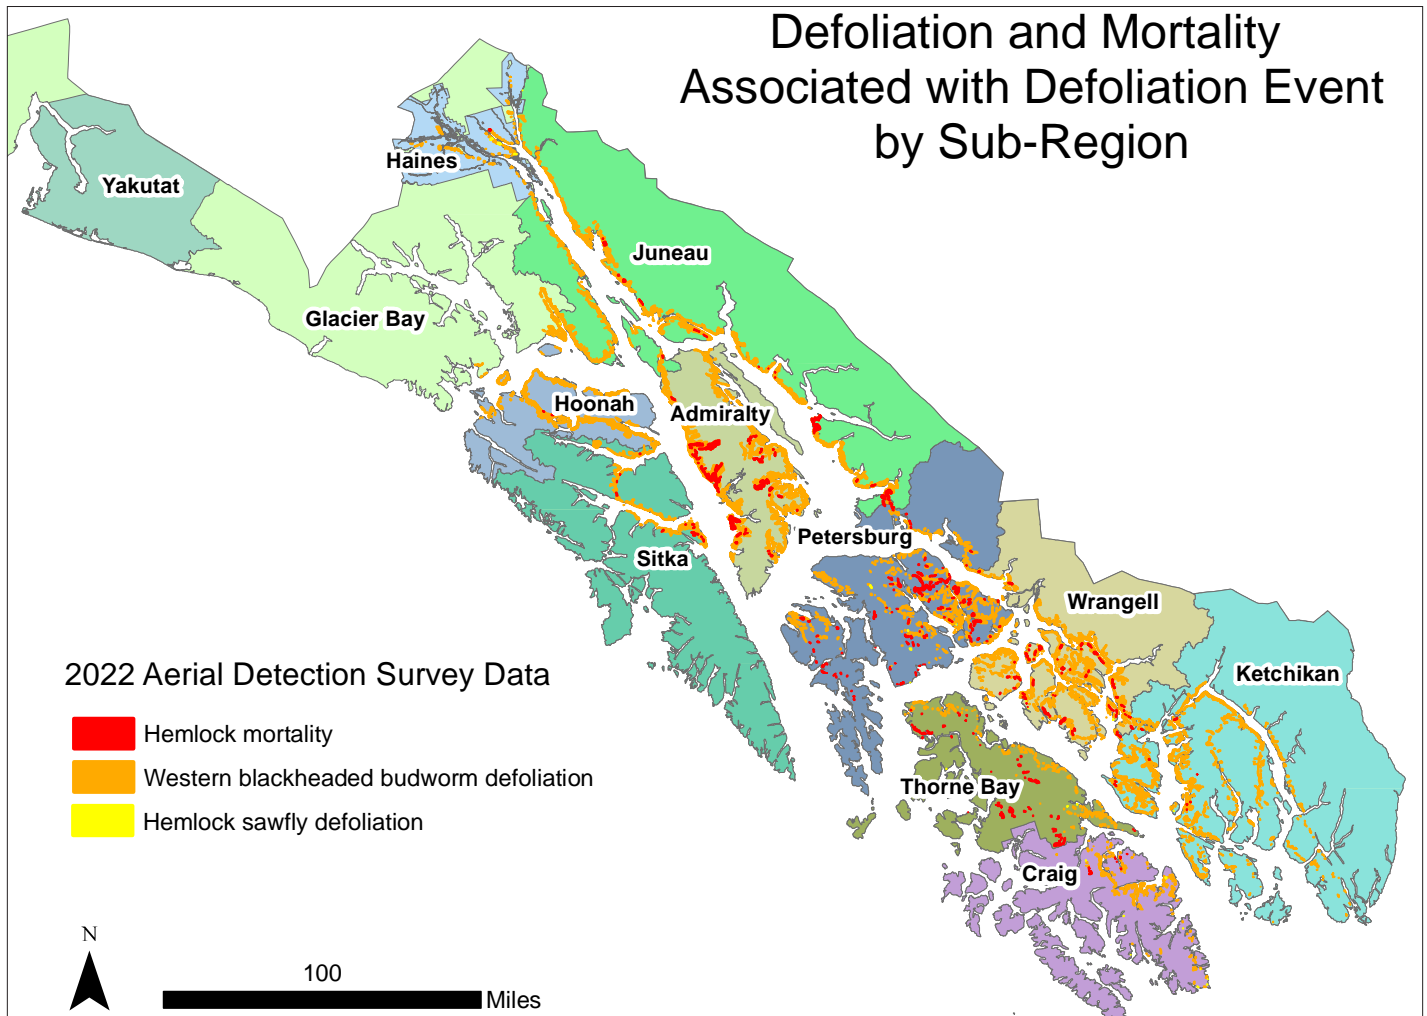 Defoliation and Mortality
Associated with Defoliation Event
by Sub-Region
Haines
Yakutat
Juneau
Glacier Bay
Hoonah
Admiralty
Petersburg
Sitka
Wrangell
Ketchikan
Thorne Bay
Craig
2022 Aerial Detection Survey Data
Hemlock mortality
Western blackheaded budworm defoliation
Hemlock sawfly defoliation
N
100
Miles